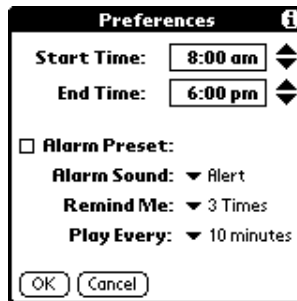 Preferences i
Start Time: 8:00 am
End Time: 6:00 pm
Alarm Preset:
Alarm Sound: Alert
Remind Me: 3 Times
Play Every: 10 minutes
OK Cancel